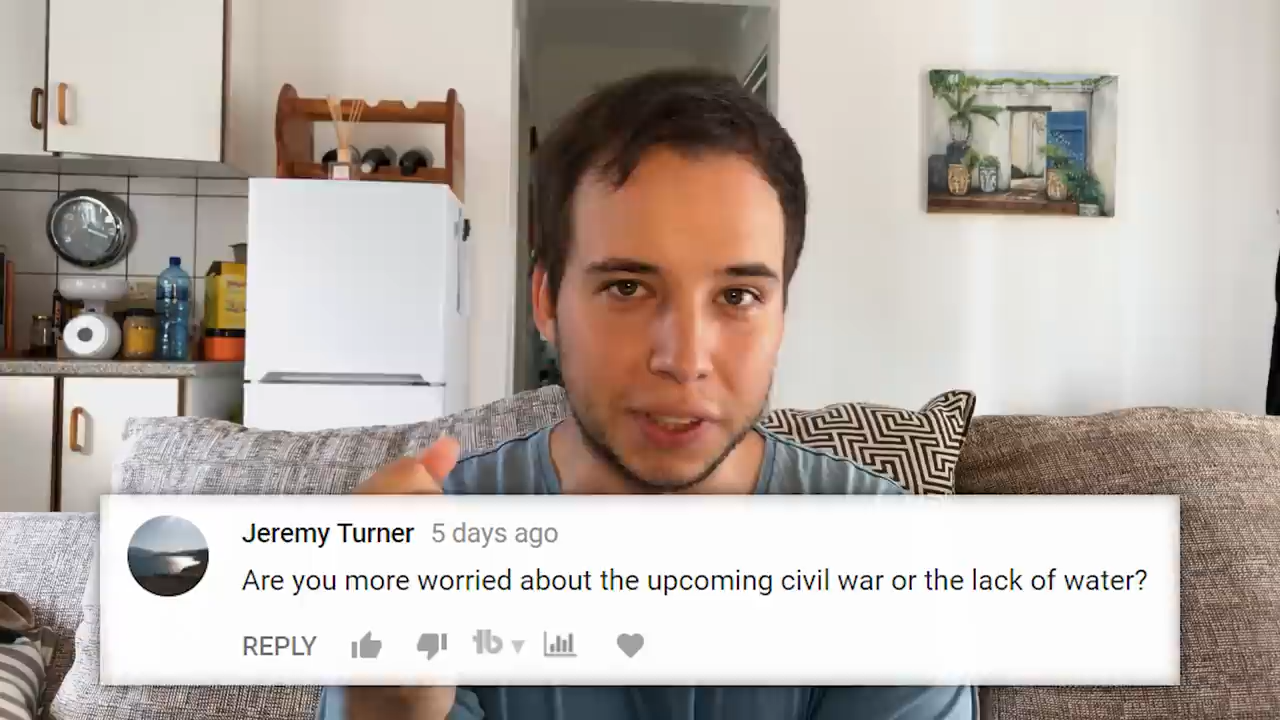 Jeremy Turner 5 days ago
Are you more worried about the upcoming civil war or the lack of water?
REPLY
tb